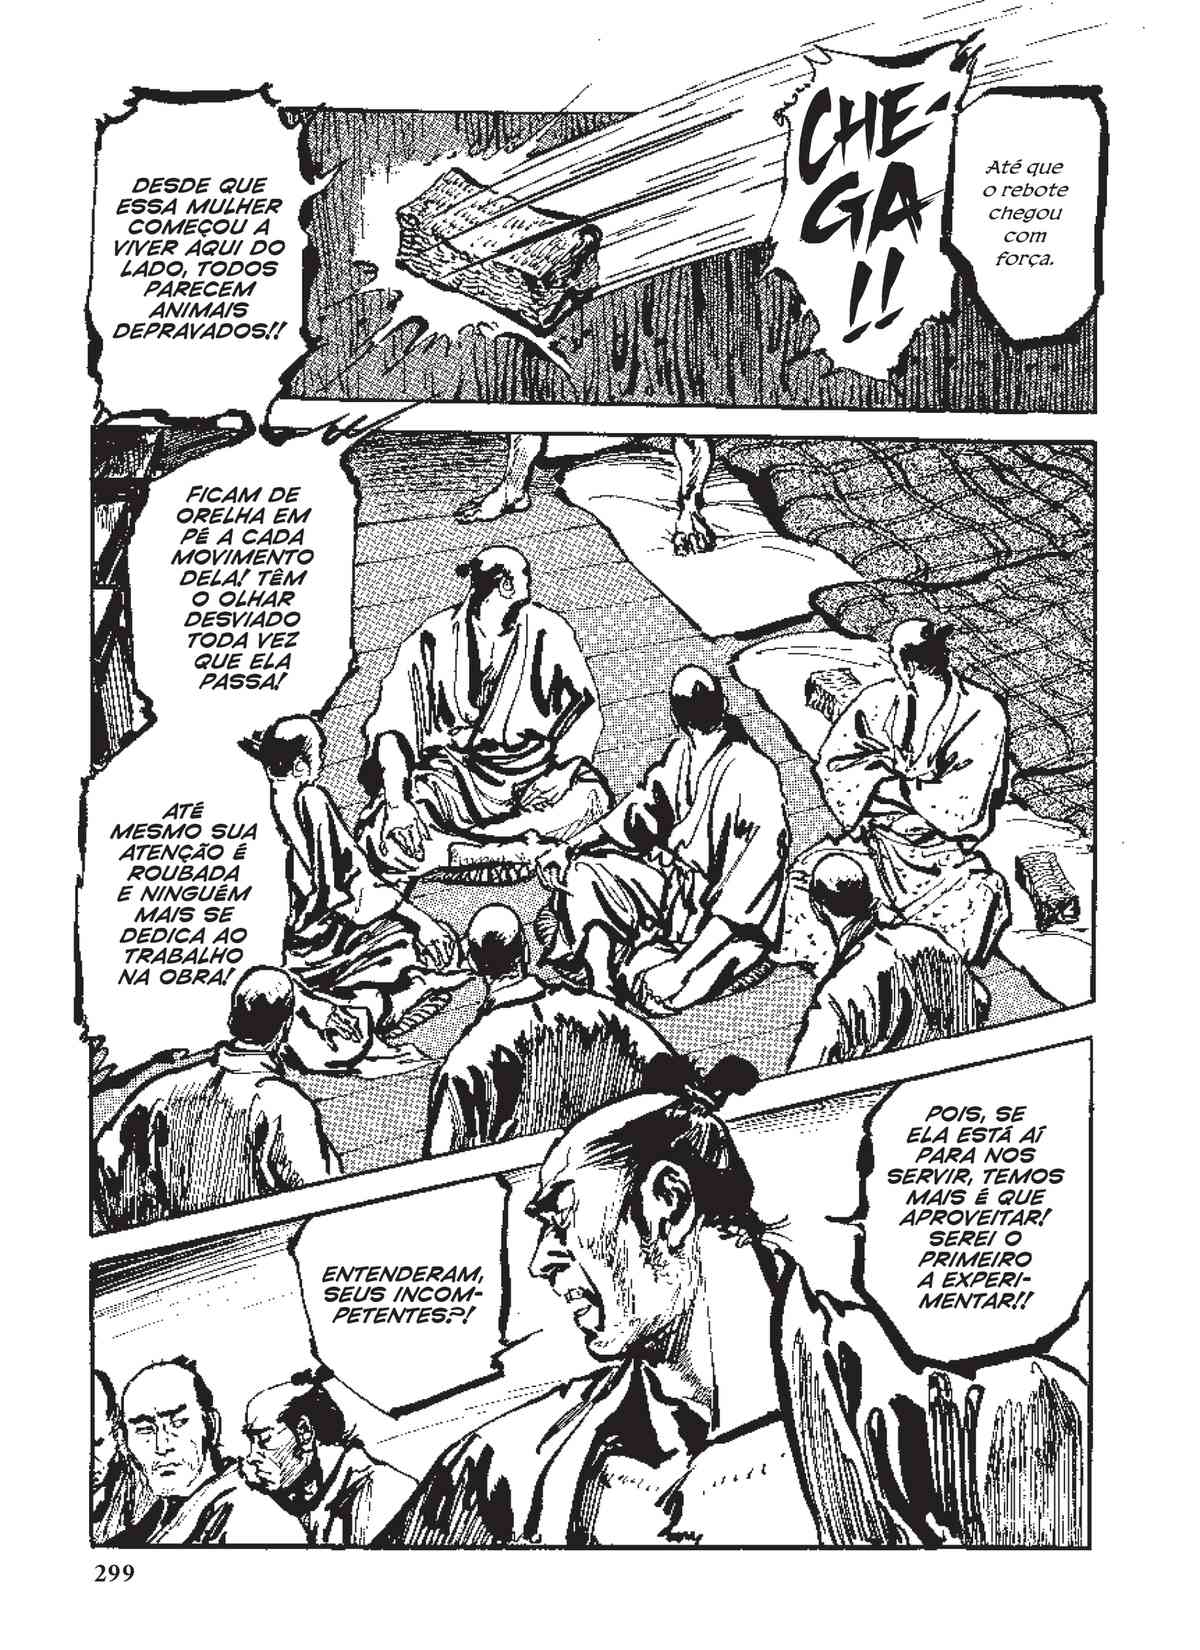 Até que
o rebote
chegou
com
força.
CHE-
GA
!!
DESDE QUE
ESSA MULHER
COMEÇOU A
VIVER AQUI DO
LADO, TODOS
PARECEM
ANIMAIS
DEPRAVADOS!!
FICAM DE
ORELHA EM
PÉ A CADA
MOVIMENTO
DELA! TÊM
O OLHAR
DESVIADO
TODA VEZ
QUE ELA
PASSA!
ATÉ
MESMO SUA
ATENÇÃO É
ROUBADA
E NINGUÉM
MAIS SE
DEDICA AO
TRABALHO
NA OBRA!
POIS, SE
ELA ESTÁ AÍ
PARA NOS
SERVIR, TEMOS
MAIS É QUE
APROVEITAR!
SEREI O
PRIMEIRO
A EXPERI-
MENTAR!!
ENTENDERAM,
SEUS INCOM-
PETENTES?!
299